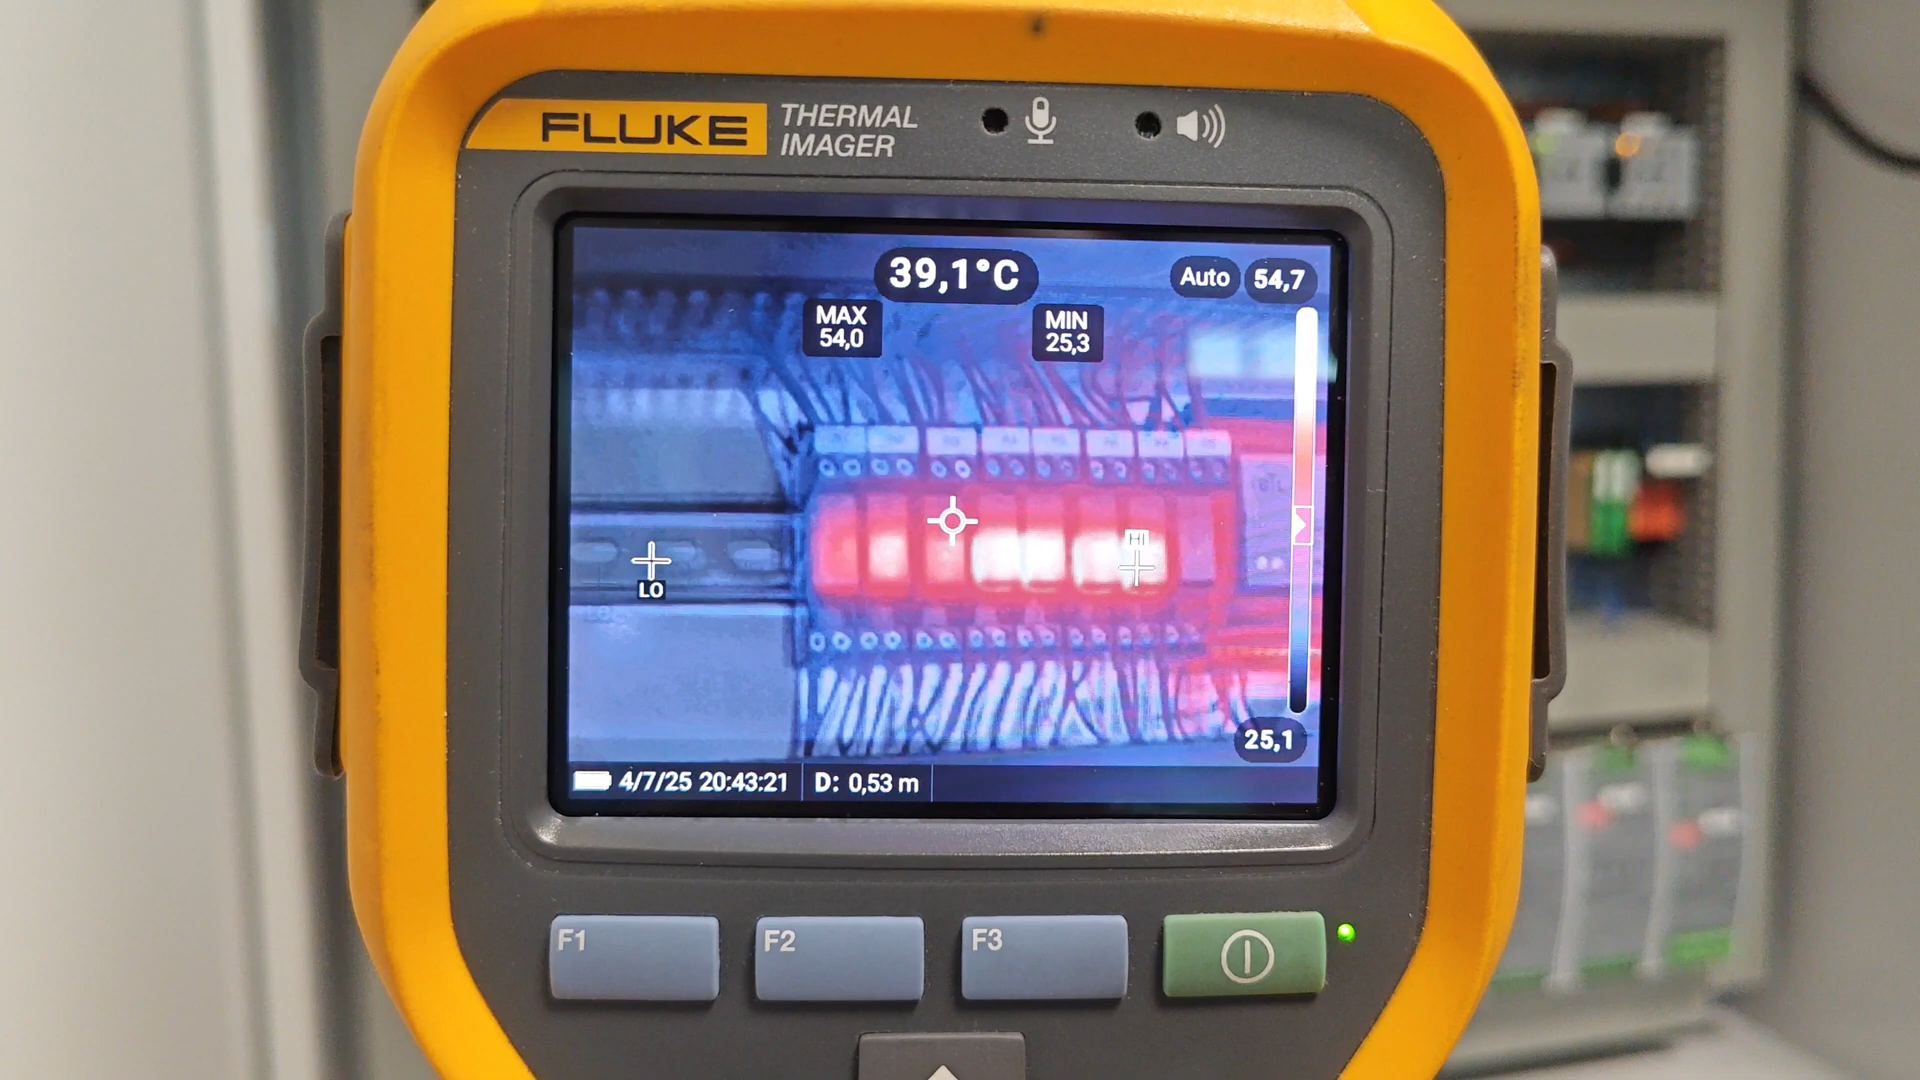 FLUKE
THERMAL
IMAGER
39,1°C
Auto 54,7
MAX
54,0
MIN
25,3
HI
LO
25,1
4/7/25 20:43:21 D: 0,53 m
F1 F2 F3